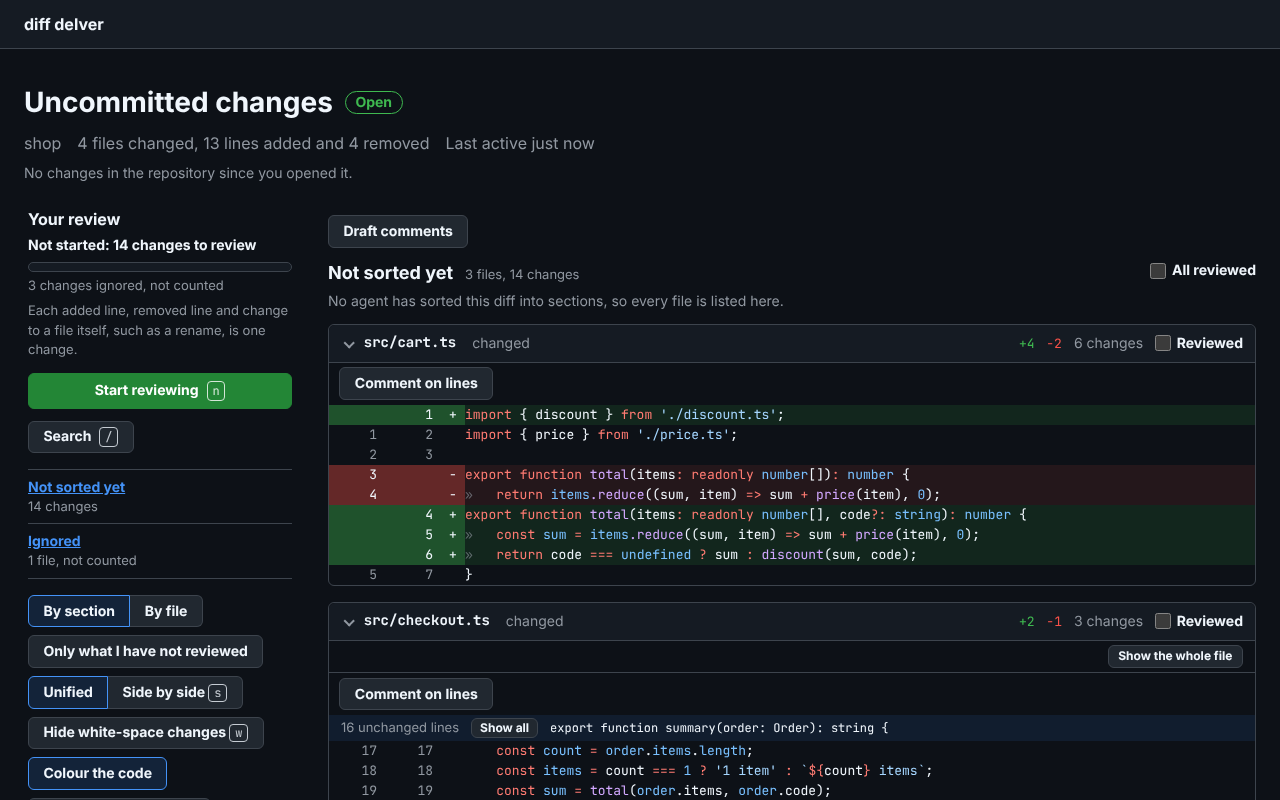 diff delver
Uncommitted changes Open
shop 4 files changed, 13 lines added and 4 removed Last active just now
No changes in the repository since you opened it.
Your review
Not started: 14 changes to review
3 changes ignored, not counted
Each added line, removed line and change
to a file itself, such as a rename, is one
change.
Start reviewing n
Search /
Not sorted yet
14 changes
Ignored
1 file, not counted
By section By file
Only what I have not reviewed
Unified Side by side s
Hide white-space changes w
Colour the code
Draft comments
Not sorted yet 3 files, 14 changes All reviewed
No agent has sorted this diff into sections, so every file is listed here.
src/cart.ts changed +4 -2 6 changes Reviewed
Comment on lines
1 + import { discount } from './discount.ts';
1 2 import { price } from './price.ts';
2 3
3 - export function total(items: readonly number[]): number {
4 - » return items.reduce((sum, item) => sum + price(item), 0);
4 + export function total(items: readonly number[], code?: string): number {
5 + » const sum = items.reduce((sum, item) => sum + price(item), 0);
6 + » return code === undefined ? sum : discount(sum, code);
5 7 }
src/checkout.ts changed +2 -1 3 changes Reviewed
Show the whole file
Comment on lines
16 unchanged lines Show all export function summary(order: Order): string {
17 17 const count = order.items.length;
18 18 const items = count === 1 ? '1 item' : `${count} items`;
19 19 const sum = total(order.items, order.code);